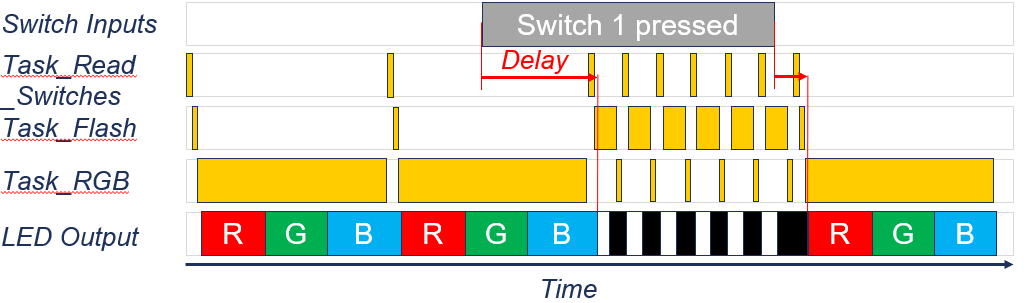 Switch Inputs
Switch 1 pressed
Task_Read
_Switches
Delay
Task_Flash
Task_RGB
LED Output
R G B R G B R G B
Time